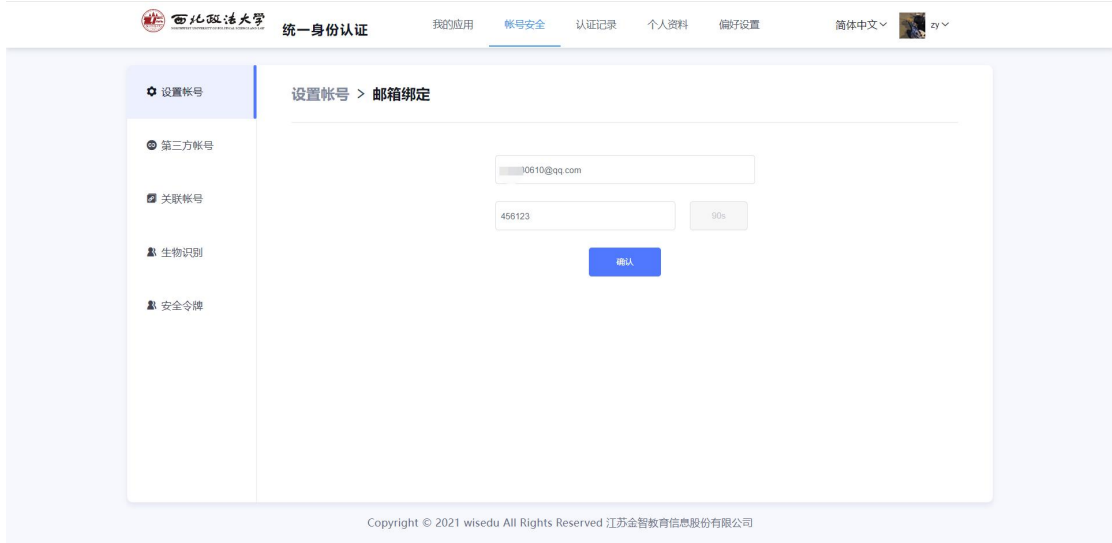 西北政法大学
统一身份认证
我的应用 帐号安全 认证记录 个人资料 偏好设置
简体中文 zy
设置帐号
设置帐号 > 邮箱绑定
第三方帐号
0610@qq.com
关联帐号
456123 90s
生物识别
确认
安全令牌
Copyright © 2021 wisedu All Rights Reserved 江苏金智教育信息股份有限公司